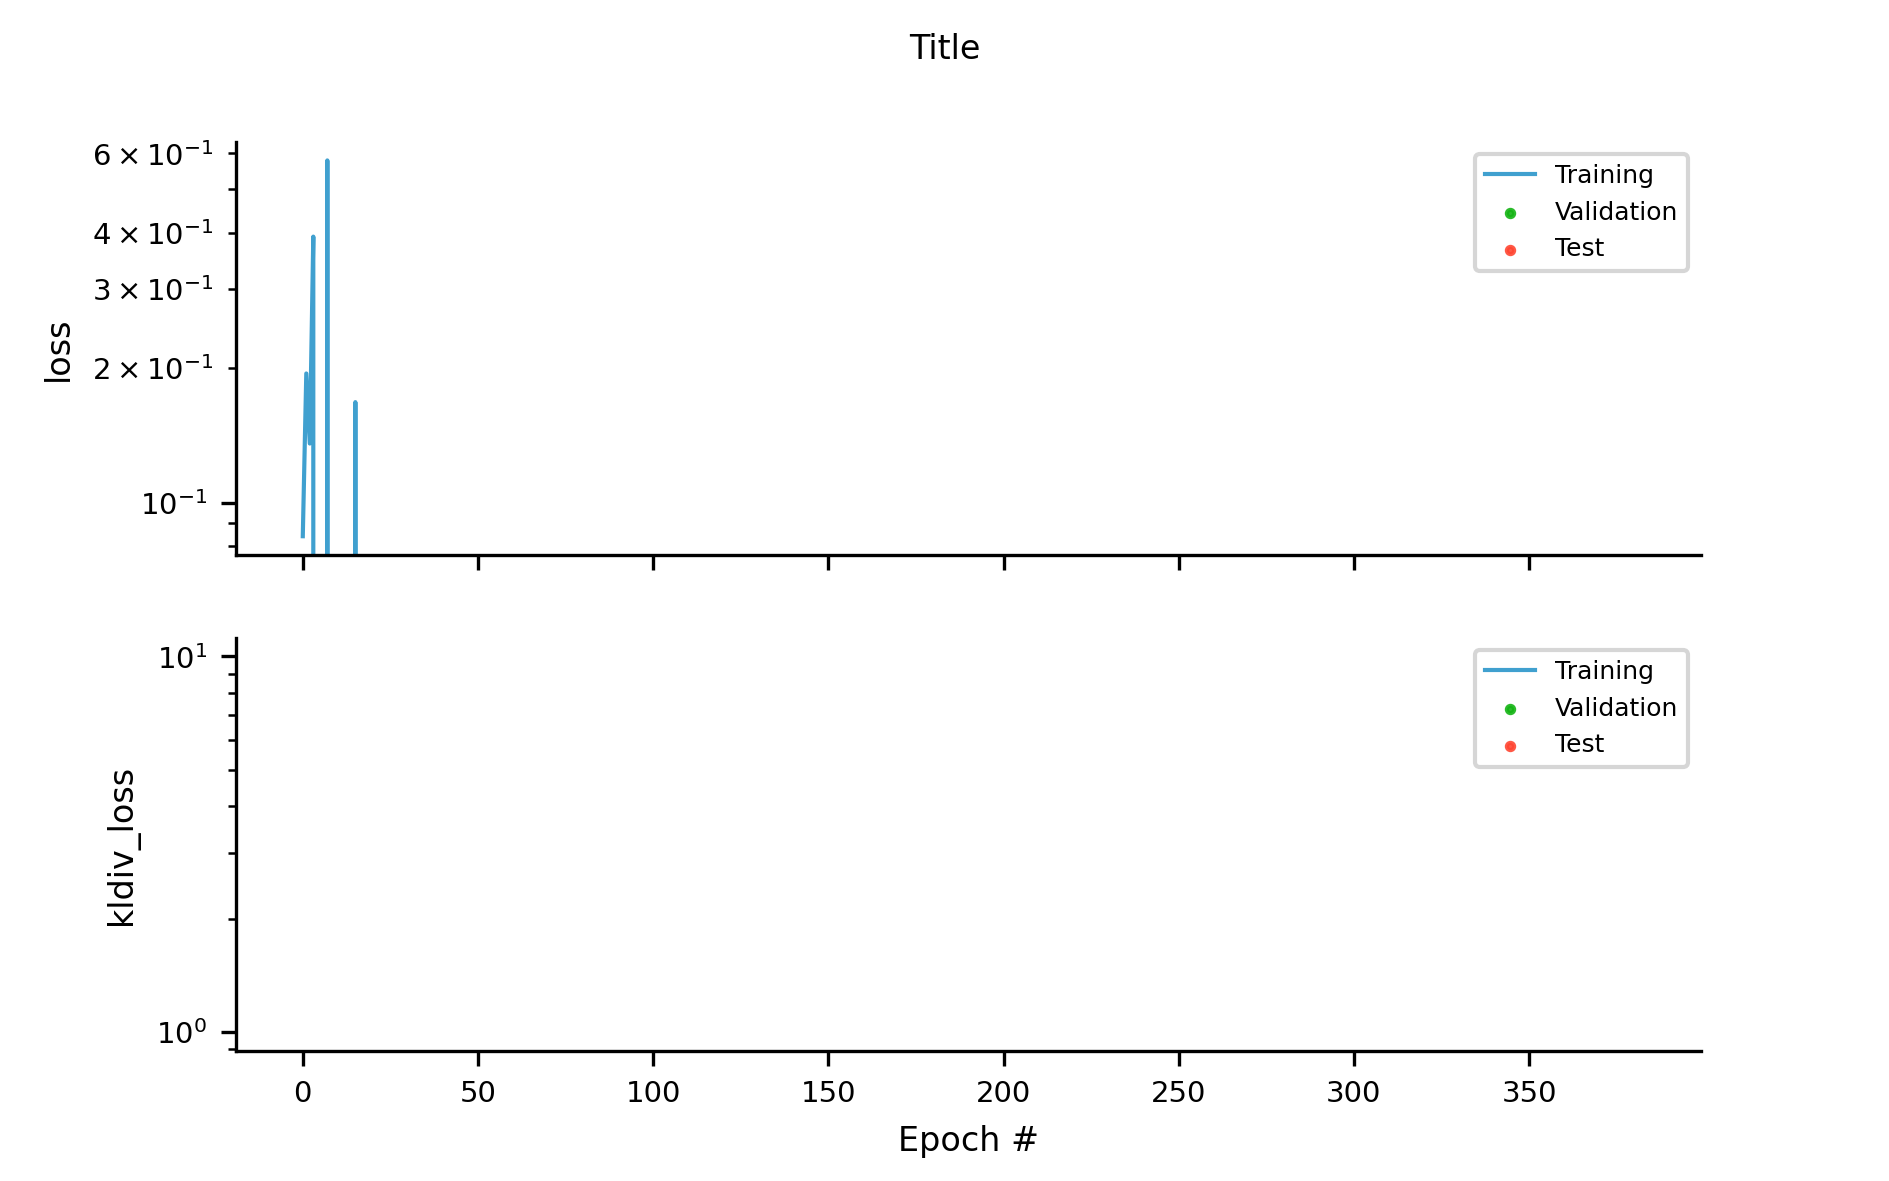 Title
6 × 10⁻¹
4 × 10⁻¹
3 × 10⁻¹
2 × 10⁻¹
10⁻¹
loss
Training
Validation
Test
10¹
10⁰
kldiv_loss
Training
Validation
Test
0 50 100 150 200 250 300 350
Epoch #